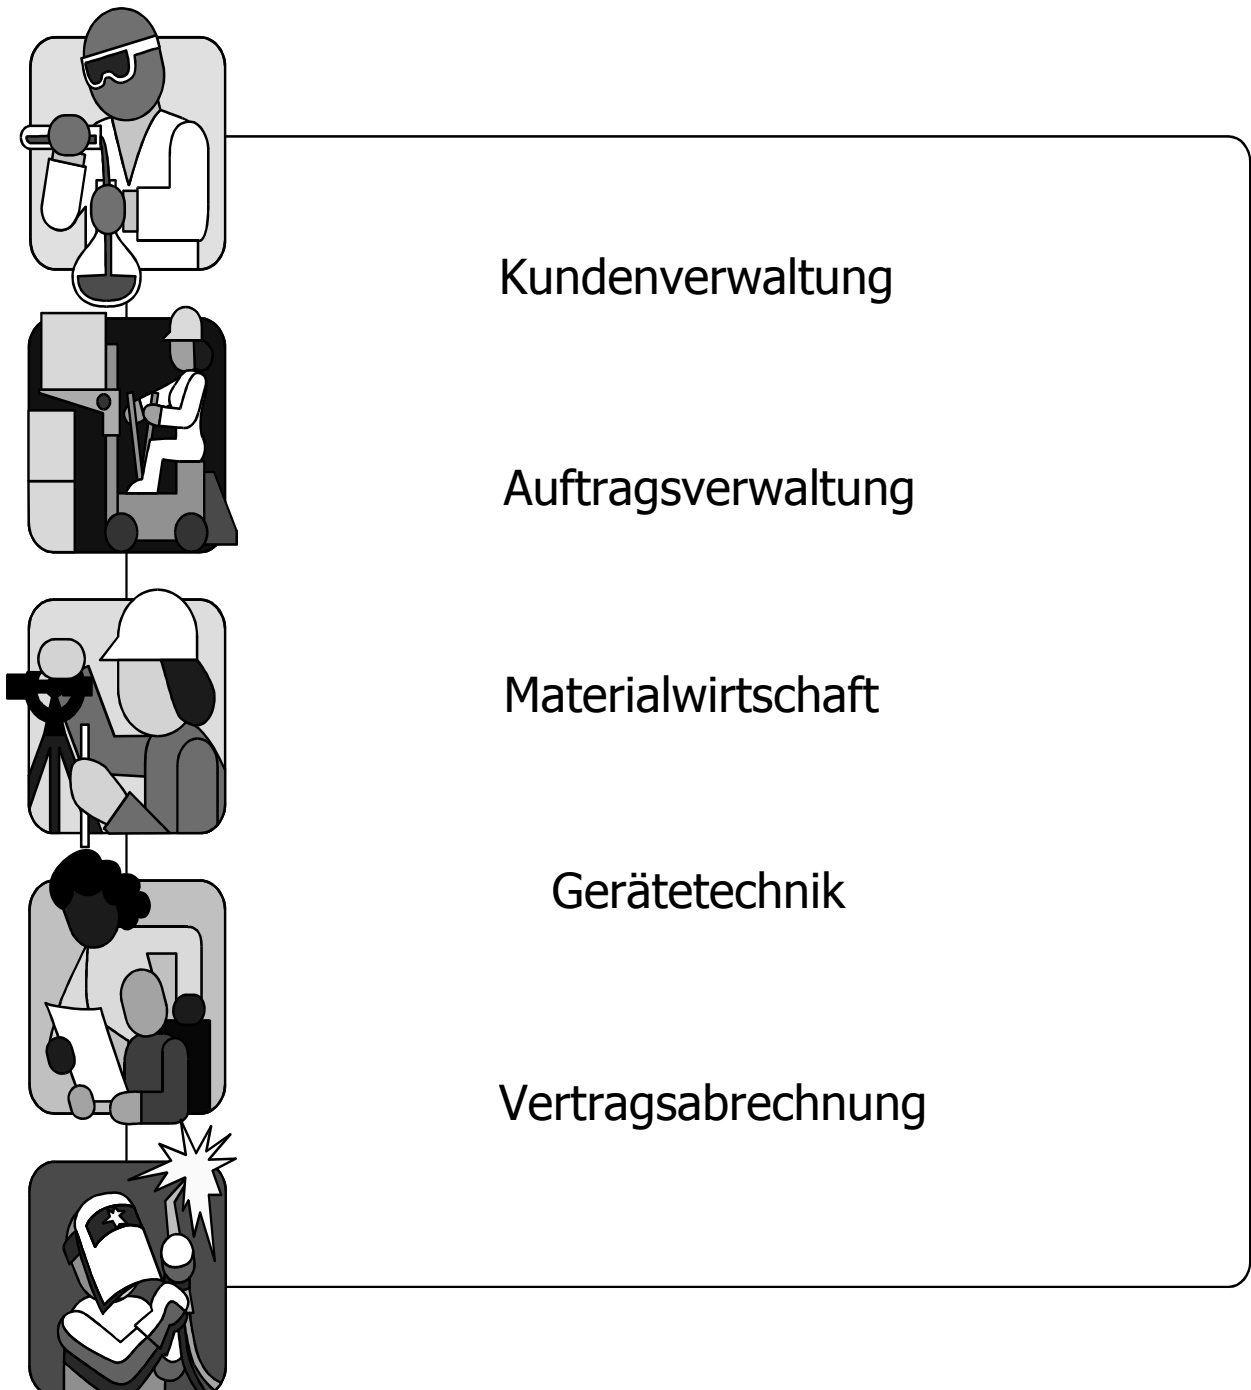 Kundenverwaltung
Auftragsverwaltung
Materialwirtschaft
Gerätetechnik
Vertragsabrechnung